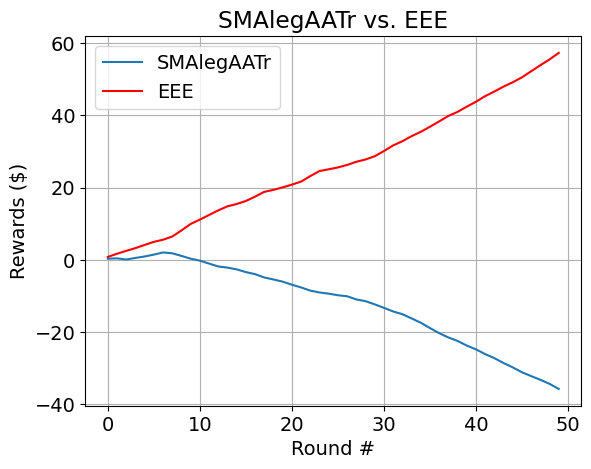 SMAlegAATr vs. EEE
SMAlegAATr
EEE
Rewards ($)
60
40
20
0
−20
−40
0 10 20 30 40 50
Round #